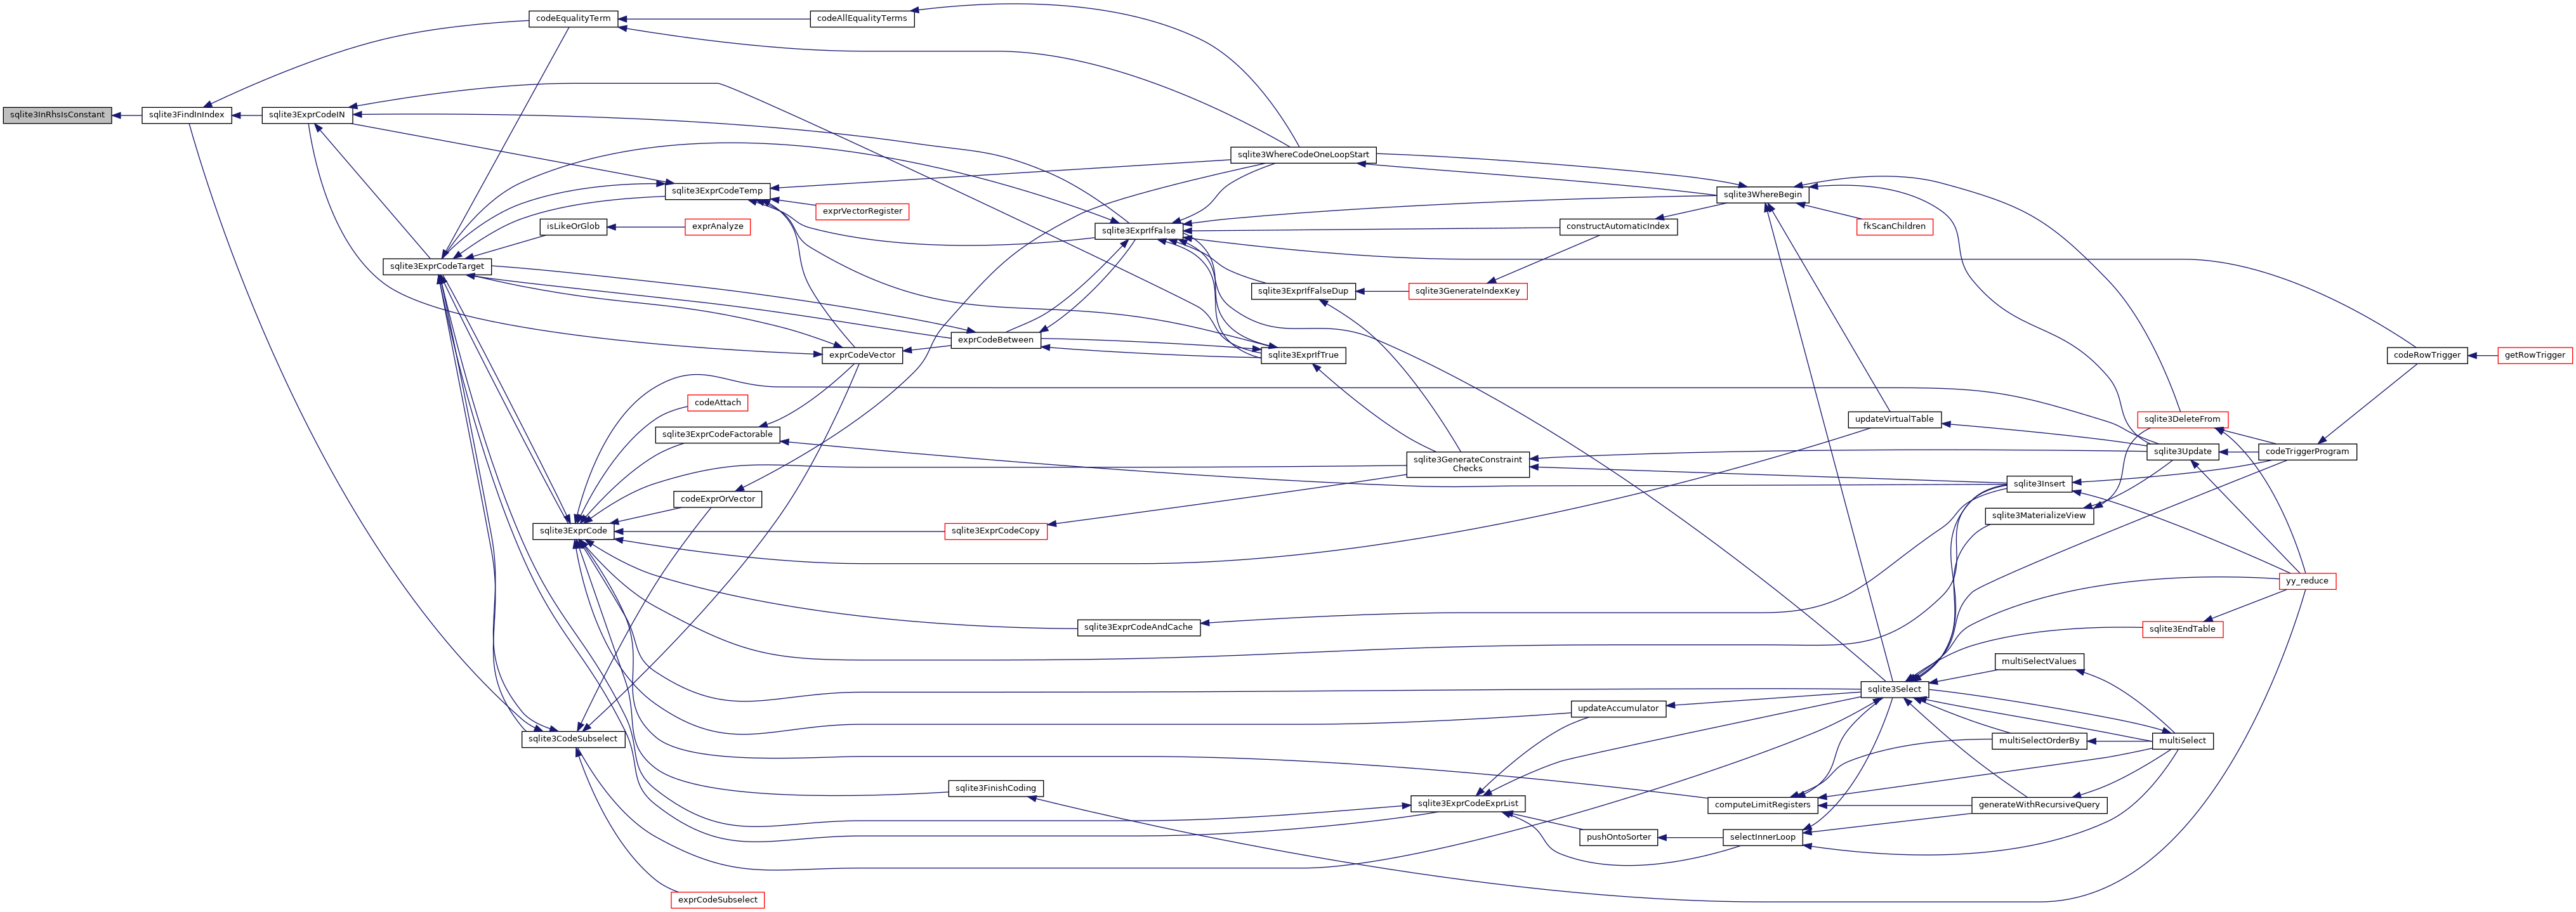 codeEqualityTerm
codeAllEqualityTerms
sqlite3InRhsIsConstant
sqlite3FindInIndex
sqlite3ExprCodeIN
sqlite3WhereCodeOneLoopStart
sqlite3ExprCodeTemp
sqlite3WhereBegin
exprVectorRegister
isLikeOrGlob
exprAnalyze
sqlite3ExprIfFalse
constructAutomaticIndex
fkScanChildren
sqlite3ExprCodeTarget
sqlite3ExprIfFalseDup
sqlite3GenerateIndexKey
exprCodeBetween
exprCodeVector
sqlite3ExprIfTrue
codeRowTrigger
getRowTrigger
codeAttach
updateVirtualTable
sqlite3DeleteFrom
sqlite3ExprCodeFactorable
sqlite3Update
codeTriggerProgram
sqlite3GenerateConstraint
Checks
sqlite3Insert
codeExprOrVector
sqlite3MaterializeView
sqlite3ExprCode
sqlite3ExprCodeCopy
yy_reduce
sqlite3ExprCodeAndCache
sqlite3EndTable
multiSelectValues
sqlite3Select
updateAccumulator
sqlite3CodeSubselect
multiSelectOrderBy
multiSelect
sqlite3FinishCoding
sqlite3ExprCodeExprList
computeLimitRegisters
generateWithRecursiveQuery
pushOntoSorter
selectInnerLoop
exprCodeSubselect